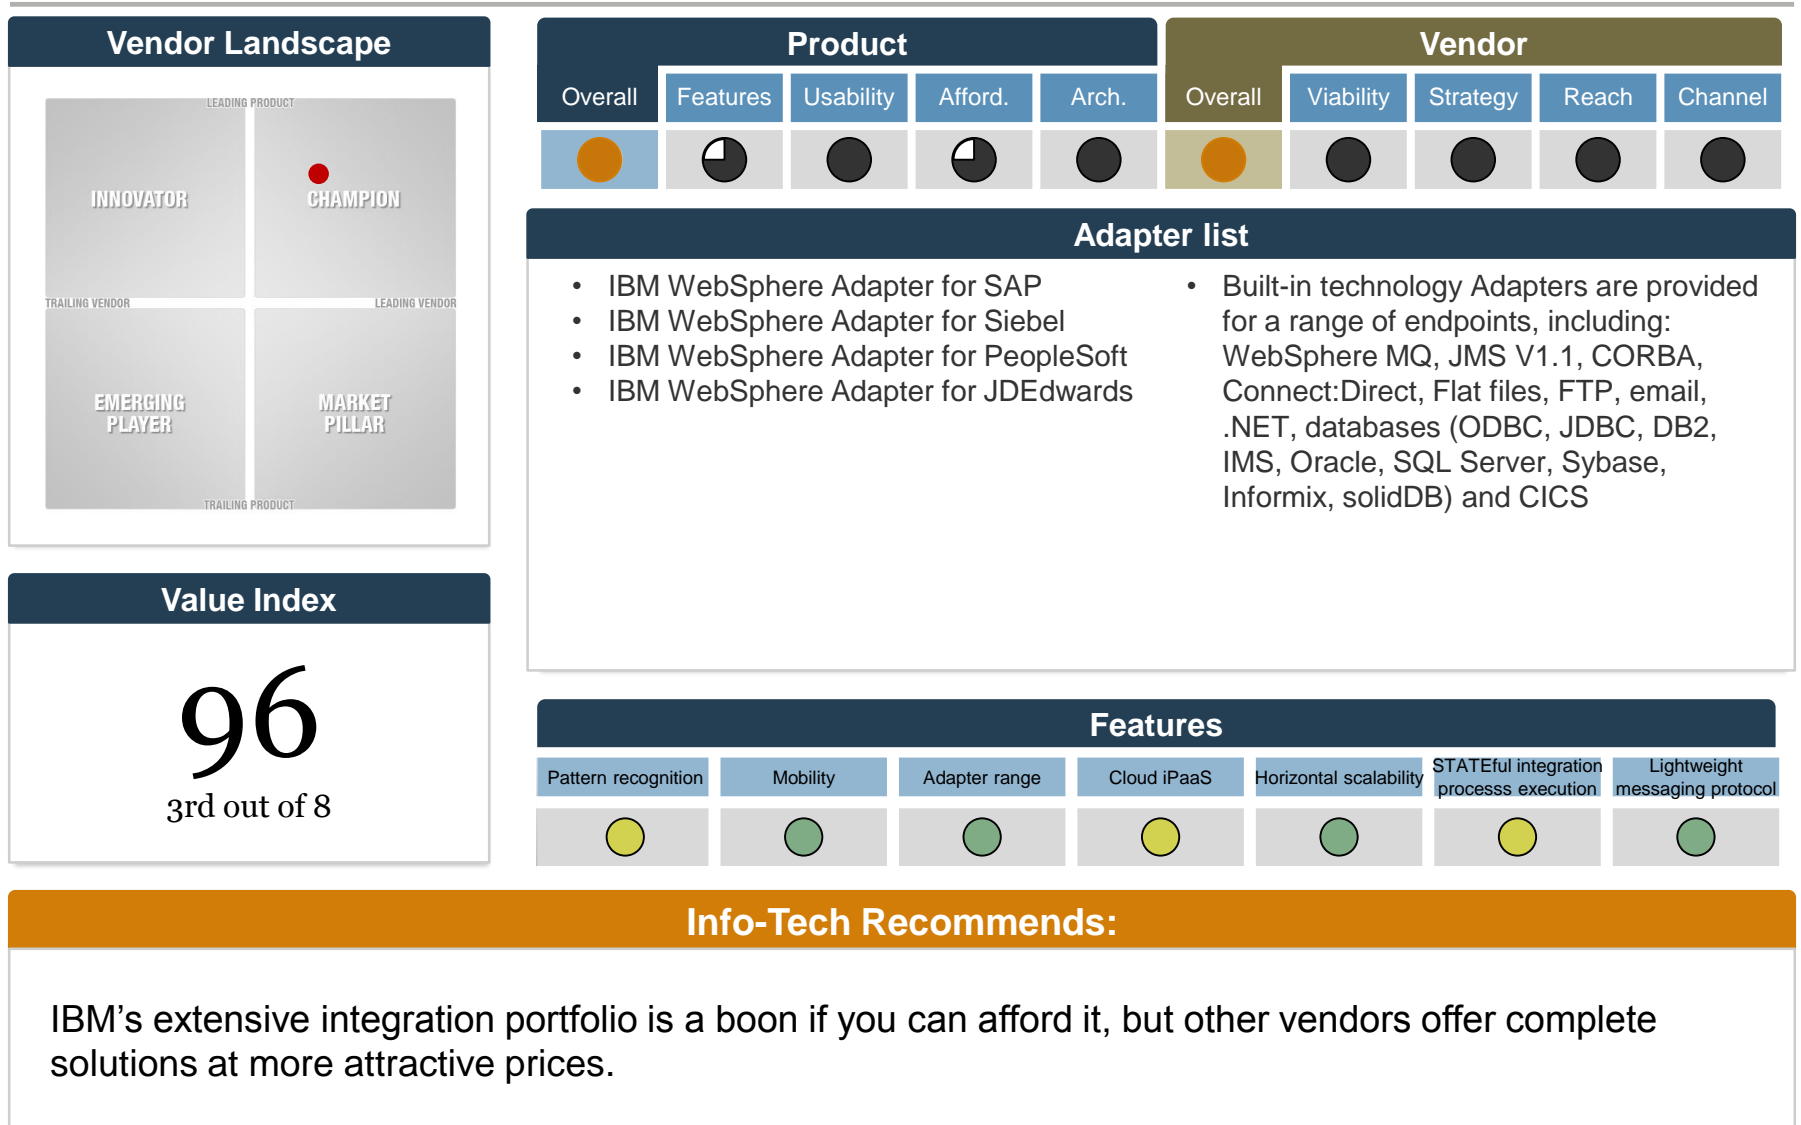 Vendor Landscape
LEADING PRODUCT
INNOVATOR
CHAMPION
TRAILING VENDOR
LEADING VENDOR
EMERGING
PLAYER
MARKET
PILLAR
TRAILING PRODUCT
Value Index
96
3rd out of 8
Product
Vendor
Overall
Features
Usability
Afford.
Arch.
Overall
Viability
Strategy
Reach
Channel
Adapter list
• IBM WebSphere Adapter for SAP
• IBM WebSphere Adapter for Siebel
• IBM WebSphere Adapter for PeopleSoft
• IBM WebSphere Adapter for JDEdwards
• Built-in technology Adapters are provided
for a range of endpoints, including:
WebSphere MQ, JMS V1.1, CORBA,
Connect:Direct, Flat files, FTP, email,
.NET, databases (ODBC, JDBC, DB2,
IMS, Oracle, SQL Server, Sybase,
Informix, solidDB) and CICS
Features
Pattern recognition
Mobility
Adapter range
Cloud iPaaS
Horizontal scalability
STATEful integration
processs execution
Lightweight
messaging protocol
Info-Tech Recommends:
IBM’s extensive integration portfolio is a boon if you can afford it, but other vendors offer complete
solutions at more attractive prices.